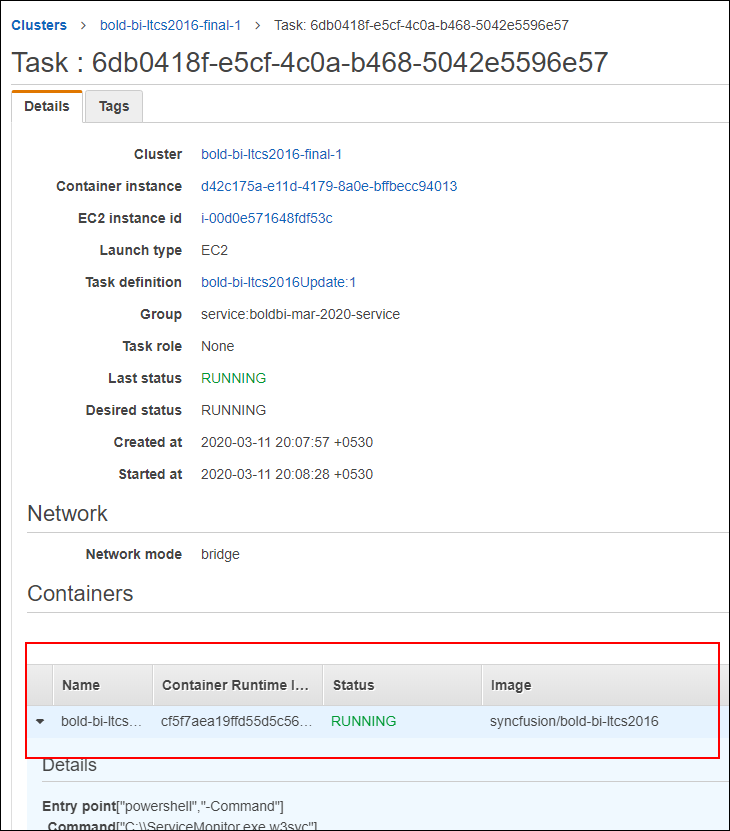 Clusters > bold-bi-ltcs2016-final-1 > Task: 6db0418f-e5cf-4c0a-b468-5042e5596e57
Task : 6db0418f-e5cf-4c0a-b468-5042e5596e57
Details Tags
Cluster bold-bi-ltcs2016-final-1
Container instance d42c175a-e11d-4179-8a0e-bffbecc94013
EC2 instance id i-00d0e571648fdf53c
Launch type EC2
Task definition bold-bi-ltcs2016Update:1
Group service:boldbi-mar-2020-service
Task role None
Last status RUNNING
Desired status RUNNING
Created at 2020-03-11 20:07:57 +0530
Started at 2020-03-11 20:08:28 +0530
Network
Network mode bridge
Containers
Name Container Runtime I... Status Image
bold-bi-ltcs... cf5f7aea19ffd55d5c56... RUNNING syncfusion/bold-bi-ltcs2016
Details
Entry point["powershell","-Command"]
Command["C:\\ServiceMonitor.exe w3svc"]